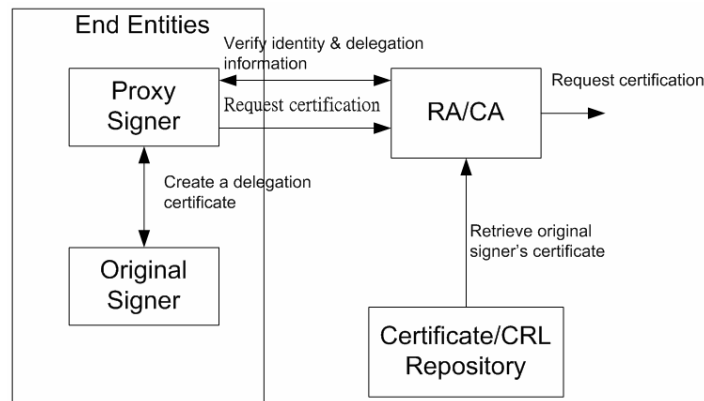 End Entities
Verify identity & delegation
information
Proxy
Signer
Request certification
RA/CA
Request certification
Create a delegation
certificate
Original
Signer
Retrieve original
signer's certificate
Certificate/CRL
Repository